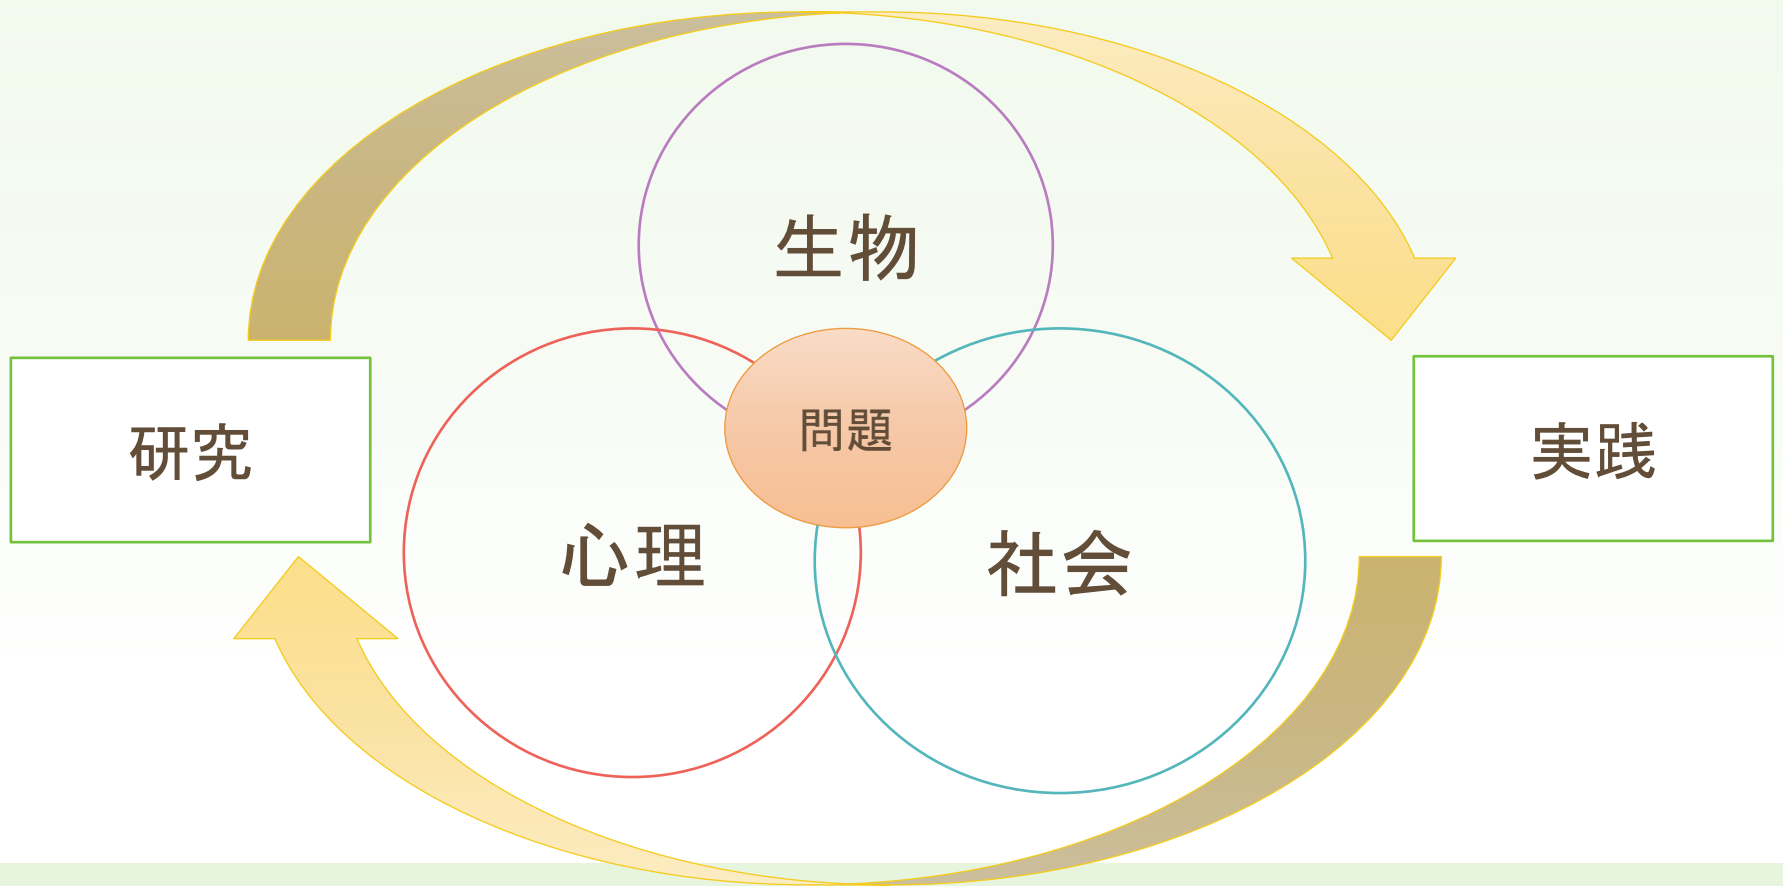 生物
問題
研究
実践
心理
社会